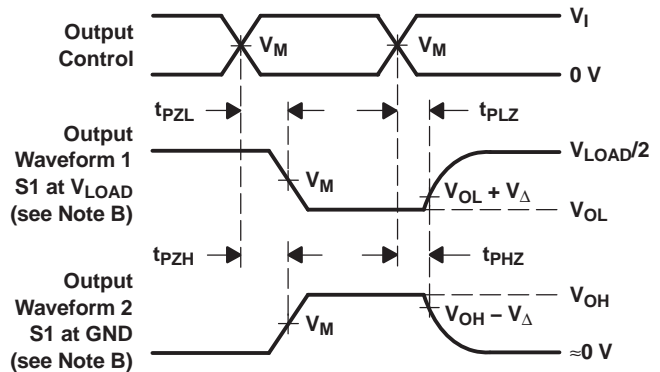 Output
Control
V_M
V_M
V_I
0 V
t_PZL
t_PLZ
Output
Waveform 1
S1 at V_LOAD
(see Note B)
V_M
V_OL + V_Δ
V_LOAD/2
V_OL
t_PZH
t_PHZ
Output
Waveform 2
S1 at GND
(see Note B)
V_M
V_OH – V_Δ
V_OH
≈0 V